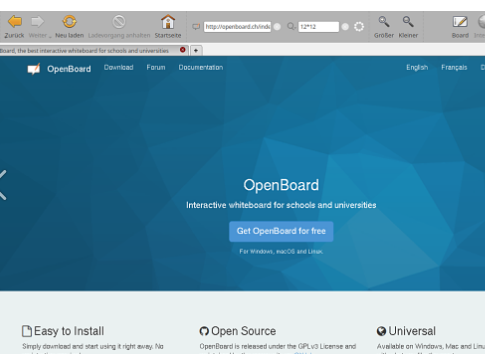 Zurück Weiter Neu laden Ladevorgang anhalten Startseite http://openboard.ch/inde 12*12 Größer Kleiner Board
Board, the best interactive whiteboard for schools and universities
OpenBoard Download Forum Documentation English Français
OpenBoard
Interactive whiteboard for schools and universities
Get OpenBoard for free
For Windows, macOS and Linux.
Easy to Install Open Source Universal
Simply download and start using it right away. No OpenBoard is released under the GPLv3 License and Available on Windows, Mac and Linu